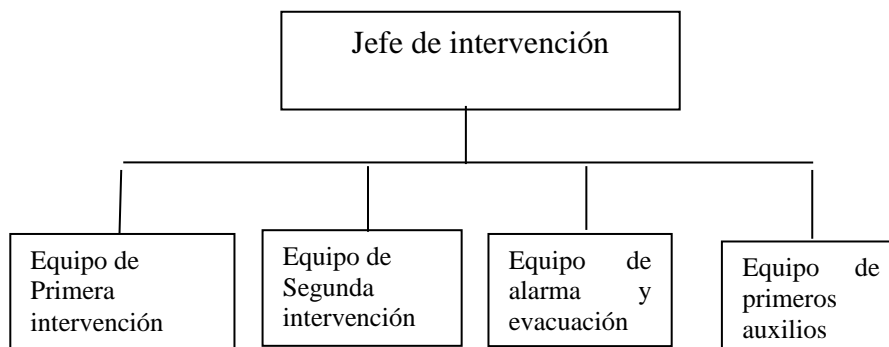 Jefe de intervención
Equipo de
Primera
intervención
Equipo de
Segunda
intervención
Equipo de
alarma y
evacuación
Equipo de
primeros
auxilios